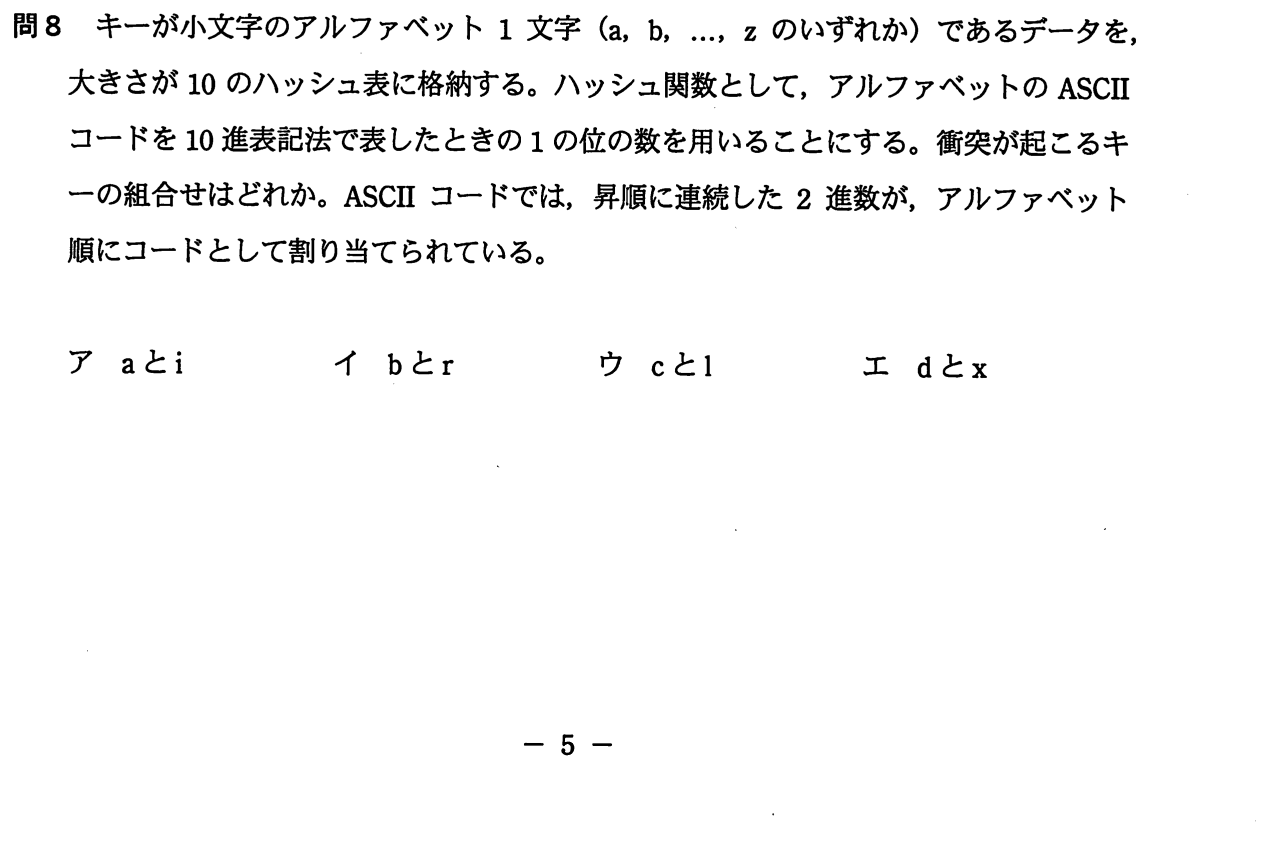 問8 キーが小文字のアルファベット 1 文字（a, b, …, z のいずれか）であるデータを,
大きさが 10 のハッシュ表に格納する。ハッシュ関数として, アルファベットの ASCII
コードを 10 進表記法で表したときの 1 の位の数を用いることにする。衝突が起こるキ
ーの組合せはどれか。ASCII コードでは, 昇順に連続した 2 進数が, アルファベット
順にコードとして割り当てられている。
ア aとi イ bとr ウ cとl エ dとx
－ 5 －